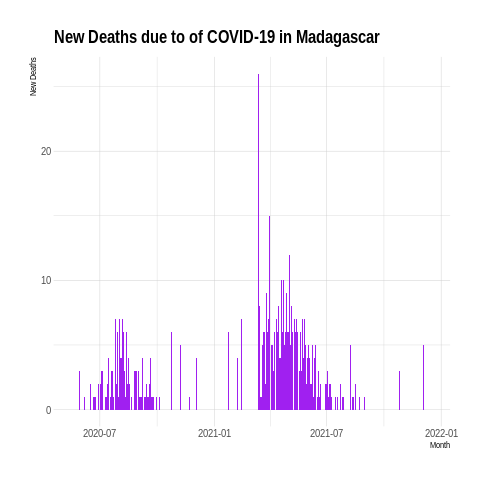 New Deaths due to of COVID-19 in Madagascar
New Deaths
20
10
0
2020-07 2021-01 2021-07 2022-01
Month